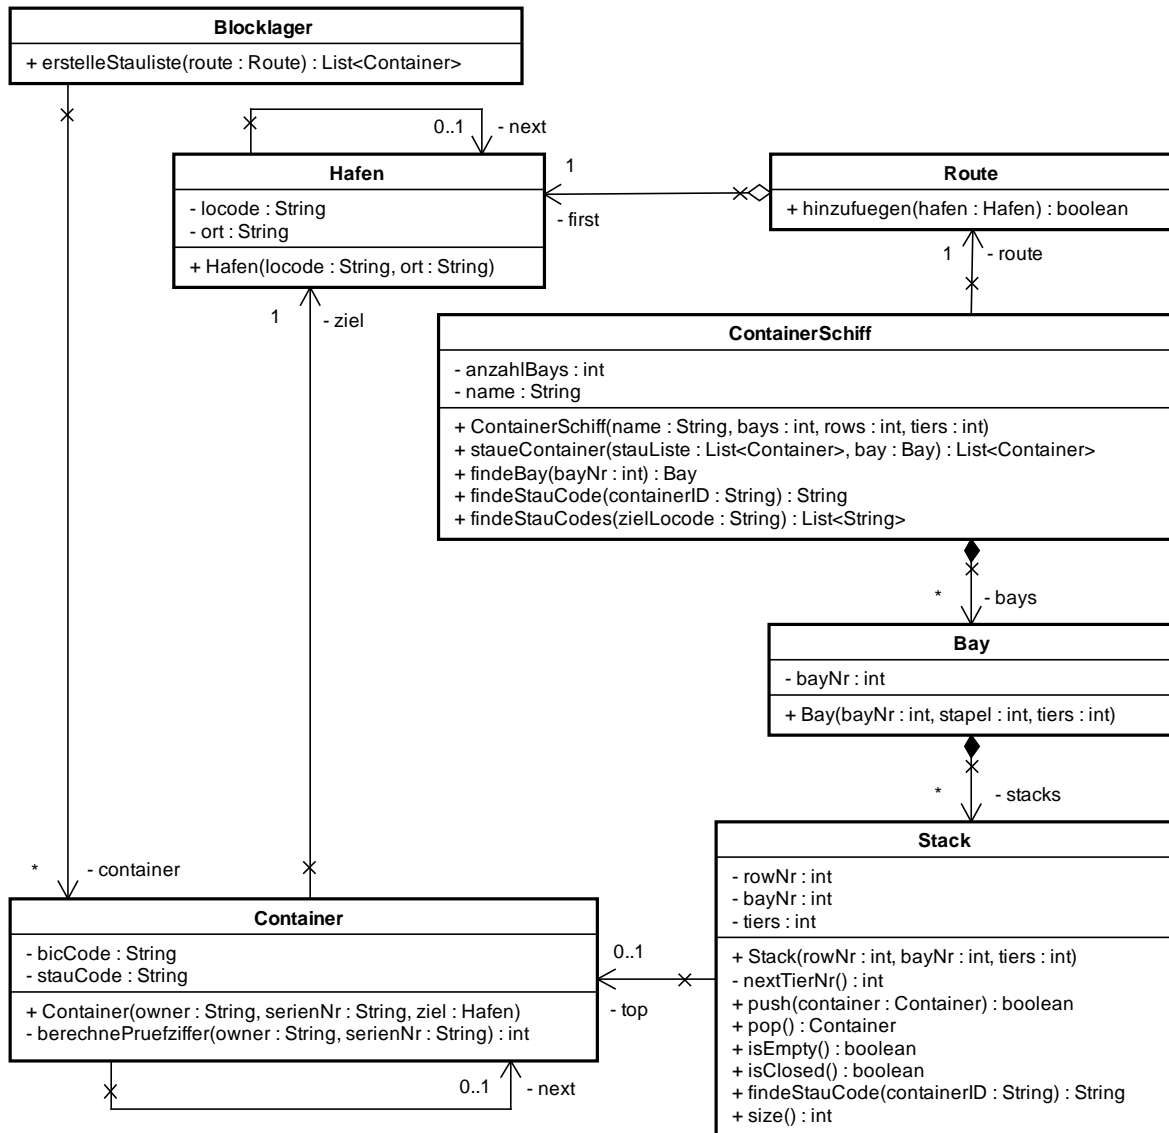 Blocklager
+ erstelleStauliste(route : Route) : List<Container>
0..1
- next
Hafen
- locode : String
- ort : String
+ Hafen(locode : String, ort : String)
1
- first
Route
+ hinzufuegen(hafen : Hafen) : boolean
1
- route
1
- ziel
ContainerSchiff
- anzahlBays : int
- name : String
+ ContainerSchiff(name : String, bays : int, rows : int, tiers : int)
+ staueContainer(stauListe : List<Container>, bay : Bay) : List<Container>
+ findeBay(bayNr : int) : Bay
+ findeStauCode(containerID : String) : String
+ findeStauCodes(zielLocode : String) : List<String>
*
- bays
Bay
- bayNr : int
+ Bay(bayNr : int, stapel : int, tiers : int)
*
- stacks
Stack
- rowNr : int
- bayNr : int
- tiers : int
+ Stack(rowNr : int, bayNr : int, tiers : int)
- nextTierNr() : int
+ push(container : Container) : boolean
+ pop() : Container
+ isEmpty() : boolean
+ isClosed() : boolean
+ findeStauCode(containerID : String) : String
+ size() : int
*
- container
Container
- bicCode : String
- stauCode : String
+ Container(owner : String, serienNr : String, ziel : Hafen)
- berechnePruefziffer(owner : String, serienNr : String) : int
0..1
- top
0..1
- next